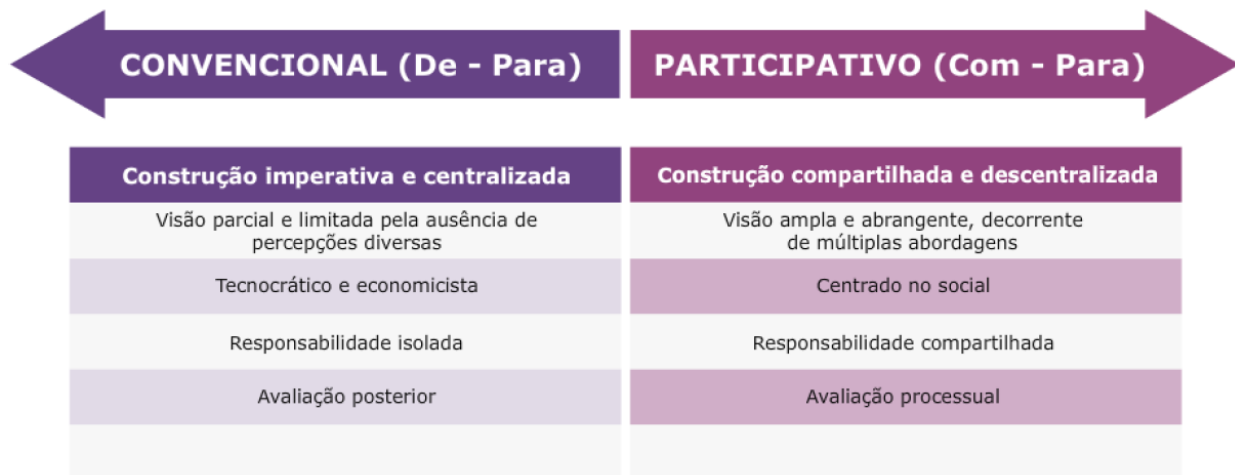 CONVENCIONAL (De - Para)
PARTICIPATIVO (Com - Para)
Construção imperativa e centralizada
Construção compartilhada e descentralizada
Visão parcial e limitada pela ausência de
percepções diversas
Visão ampla e abrangente, decorrente
de múltiplas abordagens
Tecnocrático e economicista
Centrado no social
Responsabilidade isolada
Responsabilidade compartilhada
Avaliação posterior
Avaliação processual